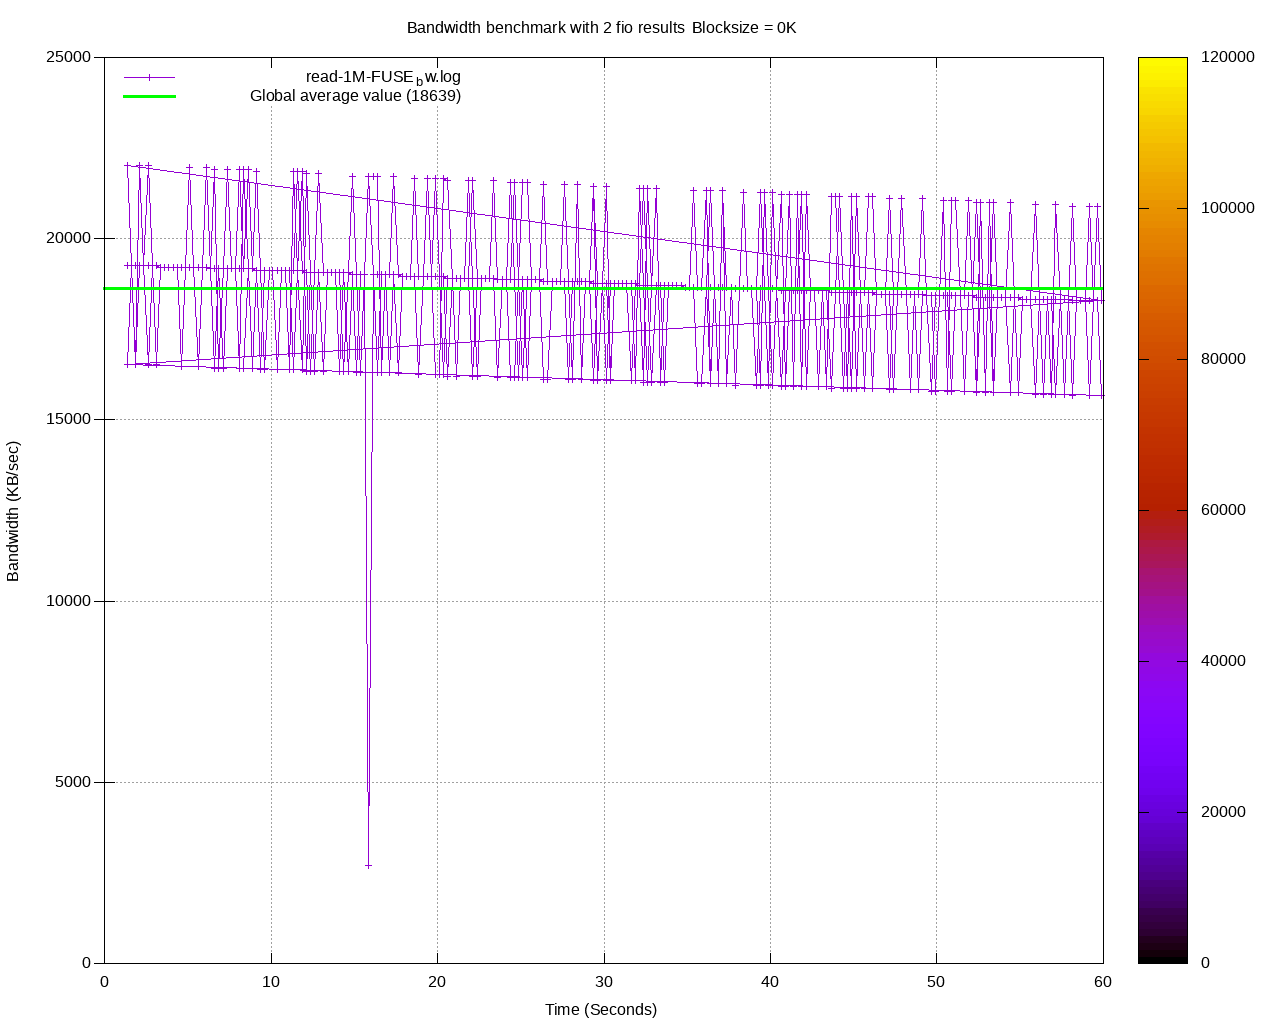 Bandwidth benchmark with 2 fio results Blocksize = 0K
read-1M-FUSE_bw.log
Global average value (18639)
25000
20000
15000
10000
5000
0
Bandwidth (KB/sec)
0 10 20 30 40 50 60
Time (Seconds)
120000
100000
80000
60000
40000
20000
0